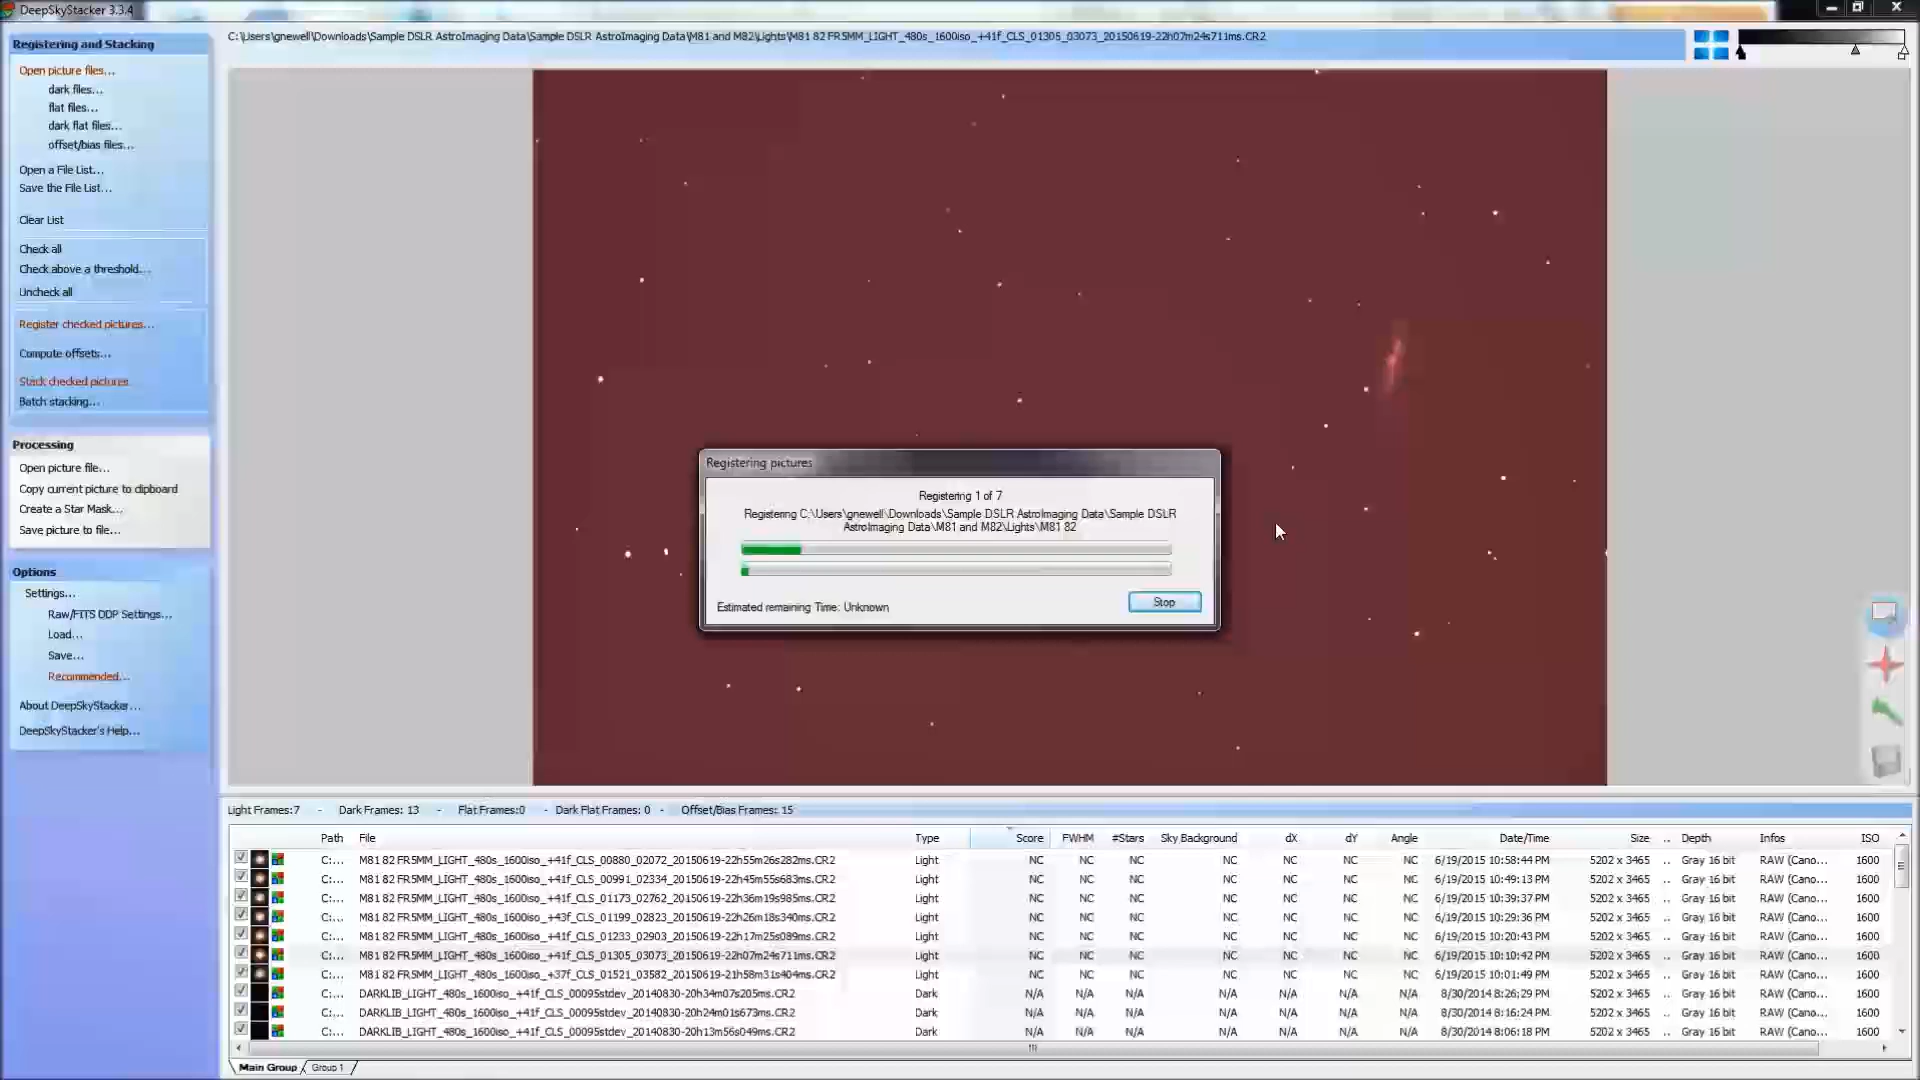 DeepSkyStacker 3.3.4
C:\Users\gnewell\Downloads\Sample DSLR AstroImaging Data\Sample DSLR AstroImaging Data\M81 and M82\Lights\M81 82 FR5MM_LIGHT_480s_1600iso_+41f_CLS_01305_03073_20150619-22h07m24s711ms.CR2
Registering and Stacking
Open picture files...
dark files...
flat files...
dark flat files...
offset/bias files...
Open a File List...
Save the File List...
Clear List
Check all
Check above a threshold...
Uncheck all
Register checked pictures...
Compute offsets...
Stack checked pictures
Batch stacking...
Processing
Open picture file...
Copy current picture to clipboard
Create a Star Mask...
Save picture to file...
Options
Settings...
Raw/FITS DDP Settings...
Load...
Save...
Recommended...
About DeepSkyStacker...
DeepSkyStacker's Help...
Registering pictures
Registering 1 of 7
Registering C:\Users\gnewell\Downloads\Sample DSLR AstroImaging Data\Sample DSLR
AstroImaging Data\M81 and M82\Lights\M81 82
Estimated remaining Time: Unknown
Stop
Light Frames:7 - Dark Frames: 13 - Flat Frames:0 - Dark Flat Frames: 0 - Offset/Bias Frames: 15
Path File Type Score FWHM #Stars Sky Background dX dY Angle Date/Time Size .. Depth Infos ISO
C:... M81 82 FR5MM_LIGHT_480s_1600iso_+41f_CLS_00880_02072_20150619-22h55m26s282ms.CR2 Light NC NC NC NC NC NC NC 6/19/2015 10:58:44 PM 5202 x 3465 .. Gray 16 bit RAW (Cano... 1600
C:... M81 82 FR5MM_LIGHT_480s_1600iso_+41f_CLS_00991_02334_20150619-22h45m55s683ms.CR2 Light NC NC NC NC NC NC NC 6/19/2015 10:49:13 PM 5202 x 3465 .. Gray 16 bit RAW (Cano... 1600
C:... M81 82 FR5MM_LIGHT_480s_1600iso_+41f_CLS_01173_02762_20150619-22h36m19s985ms.CR2 Light NC NC NC NC NC NC NC 6/19/2015 10:39:37 PM 5202 x 3465 .. Gray 16 bit RAW (Cano... 1600
C:... M81 82 FR5MM_LIGHT_480s_1600iso_+43f_CLS_01199_02823_20150619-22h26m18s340ms.CR2 Light NC NC NC NC NC NC NC 6/19/2015 10:29:36 PM 5202 x 3465 .. Gray 16 bit RAW (Cano... 1600
C:... M81 82 FR5MM_LIGHT_480s_1600iso_+41f_CLS_01233_02903_20150619-22h17m25s089ms.CR2 Light NC NC NC NC NC NC NC 6/19/2015 10:20:43 PM 5202 x 3465 .. Gray 16 bit RAW (Cano... 1600
C:... M81 82 FR5MM_LIGHT_480s_1600iso_+41f_CLS_01305_03073_20150619-22h07m24s711ms.CR2 Light NC NC NC NC NC NC NC 6/19/2015 10:10:42 PM 5202 x 3465 .. Gray 16 bit RAW (Cano... 1600
C:... M81 82 FR5MM_LIGHT_480s_1600iso_+37f_CLS_01521_03582_20150619-21h58m31s404ms.CR2 Light NC NC NC NC NC NC NC 6/19/2015 10:01:49 PM 5202 x 3465 .. Gray 16 bit RAW (Cano... 1600
C:... DARKLIB_LIGHT_480s_1600iso_+41f_CLS_00095stdev_20140830-20h34m07s205ms.CR2 Dark N/A N/A N/A N/A N/A N/A N/A 8/30/2014 8:26:29 PM 5202 x 3465 .. Gray 16 bit RAW (Cano... 1600
C:... DARKLIB_LIGHT_480s_1600iso_+41f_CLS_00095stdev_20140830-20h24m01s673ms.CR2 Dark N/A N/A N/A N/A N/A N/A N/A 8/30/2014 8:16:24 PM 5202 x 3465 .. Gray 16 bit RAW (Cano... 1600
C:... DARKLIB_LIGHT_480s_1600iso_+41f_CLS_00095stdev_20140830-20h13m56s049ms.CR2 Dark N/A N/A N/A N/A N/A N/A N/A 8/30/2014 8:06:18 PM 5202 x 3465 .. Gray 16 bit RAW (Cano... 1600
Main Group Group 1